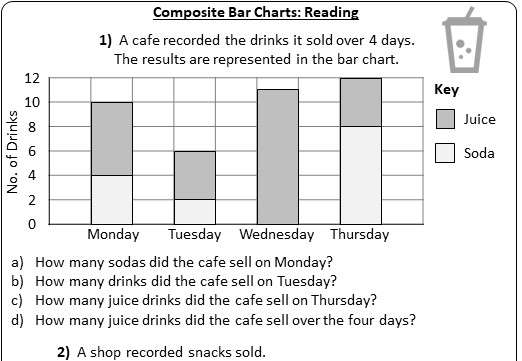 Composite Bar Charts: Reading
1) A cafe recorded the drinks it sold over 4 days.
The results are represented in the bar chart.
No. of Drinks
12
10
8
6
4
2
0
Monday Tuesday Wednesday Thursday
Key
Juice
Soda
a) How many sodas did the cafe sell on Monday?
b) How many drinks did the cafe sell on Tuesday?
c) How many juice drinks did the cafe sell on Thursday?
d) How many juice drinks did the cafe sell over the four days?
2) A shop recorded snacks sold.